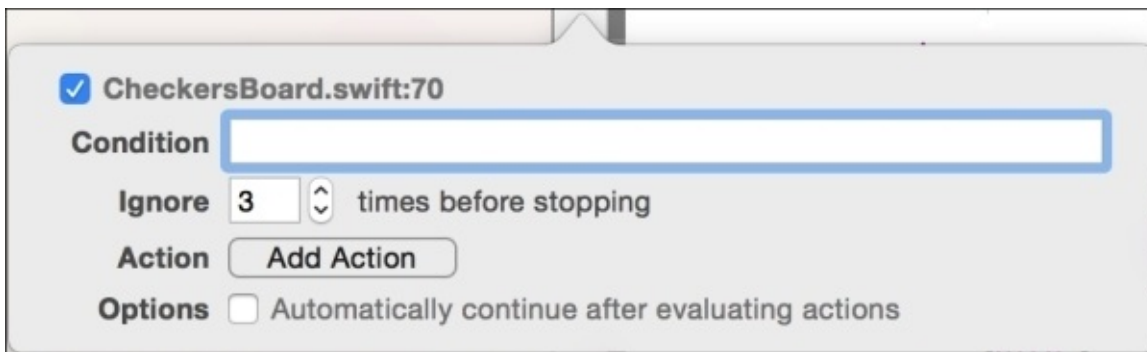 CheckersBoard.swift:70
Condition
Ignore 3 times before stopping
Action Add Action
Options Automatically continue after evaluating actions